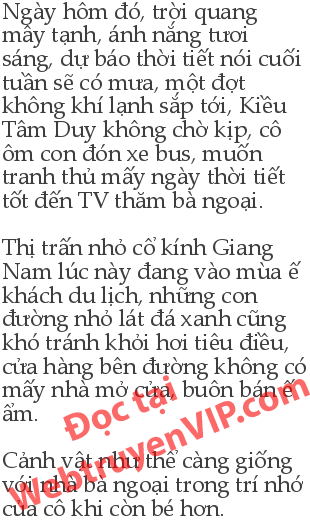 Ngày hôm đó, trời quang
mây tạnh, ánh nắng tươi
sáng, dự báo thời tiết nói cuối
tuần sẽ có mưa, một đợt
không khí lạnh sắp tới, Kiều
Tâm Duy không chờ kịp, cô
ôm con đón xe bus, muốn
tranh thủ mấy ngày thời tiết
tốt đến TV thăm bà ngoại.
Thị trấn nhỏ cổ kính Giang
Nam lúc này đang vào mùa ế
khách du lịch, những con
đường nhỏ lát đá xanh cũng
khó tránh khỏi hơi tiêu điều,
cửa hàng bên đường không có
mấy nhà mở cửa, buôn bán ế
ẩm.
Đọc tại
WebtruyenVIP.com
Cảnh vật như thể càng giống
với nhà bà ngoại trong trí nhớ
của cô khi còn bé hơn.